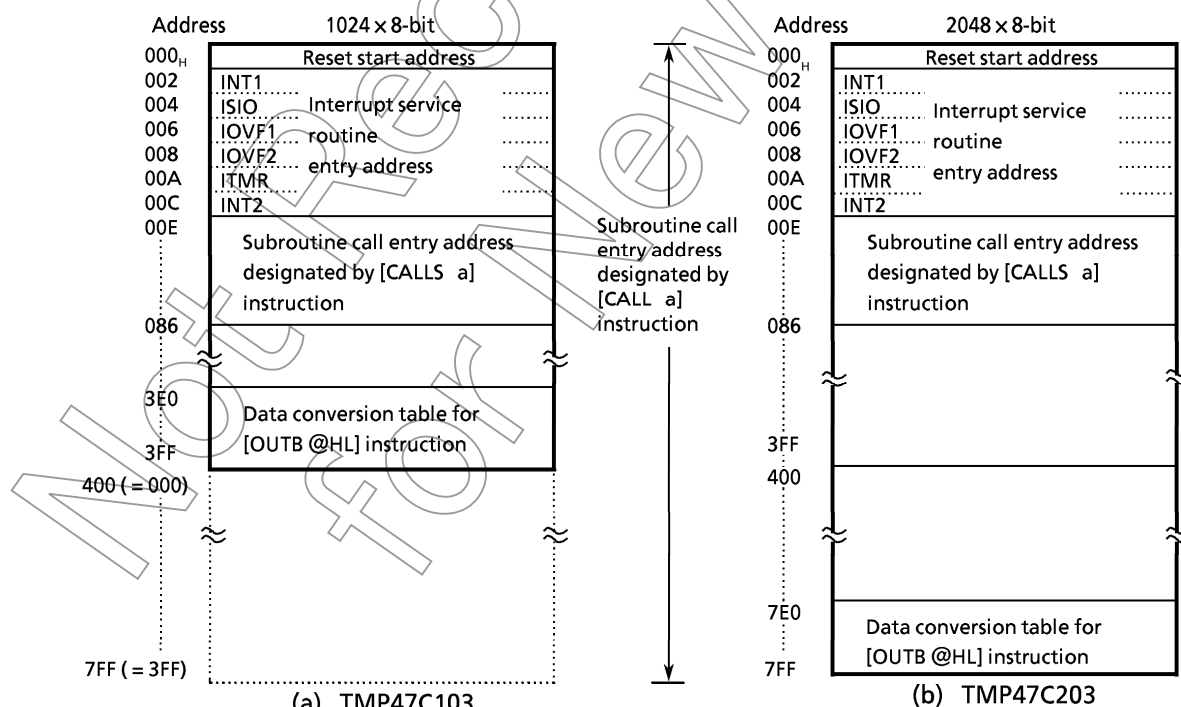 Address 1024 × 8-bit
000H Reset start address
002 INT1
004 ISIO Interrupt service
006 IOVF1 routine
008 IOVF2 entry address
00A ITMR
00C INT2
00E
Subroutine call entry address
designated by [CALLS a]
instruction
086
3E0
Data conversion table for
[OUTB @HL] instruction
3FF
400 ( = 000)
7FF ( = 3FF)
(a) TMP47C103
Subroutine call
entry address
designated by
[CALL a]
instruction
Address 2048 × 8-bit
000H Reset start address
002 INT1
004 ISIO Interrupt service
006 IOVF1 routine
008 IOVF2 entry address
00A ITMR
00C INT2
00E
Subroutine call entry address
designated by [CALLS a]
instruction
086
3FF
400
7E0
Data conversion table for
[OUTB @HL] instruction
7FF
(b) TMP47C203
Not Rec
for New